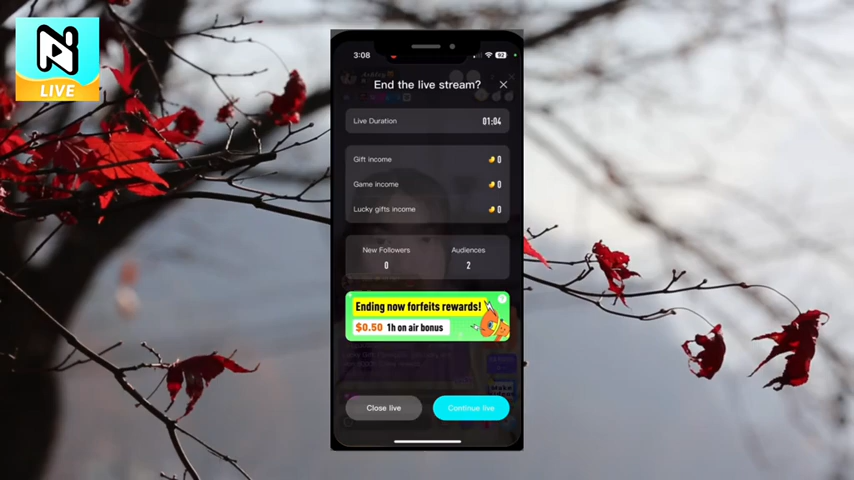 LIVE
3:08
92
End the live stream?
Live Duration 01:04
Gift income 0
Game income 0
Lucky gifts income 0
New Followers Audiences
0 2
Ending now forfeits rewards!
?
$0.50 1h on air bonus
Close live Continue live